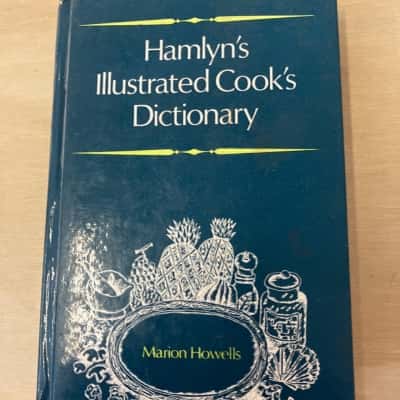 Hamlyn's
Illustrated Cook's
Dictionary
Marion Howells